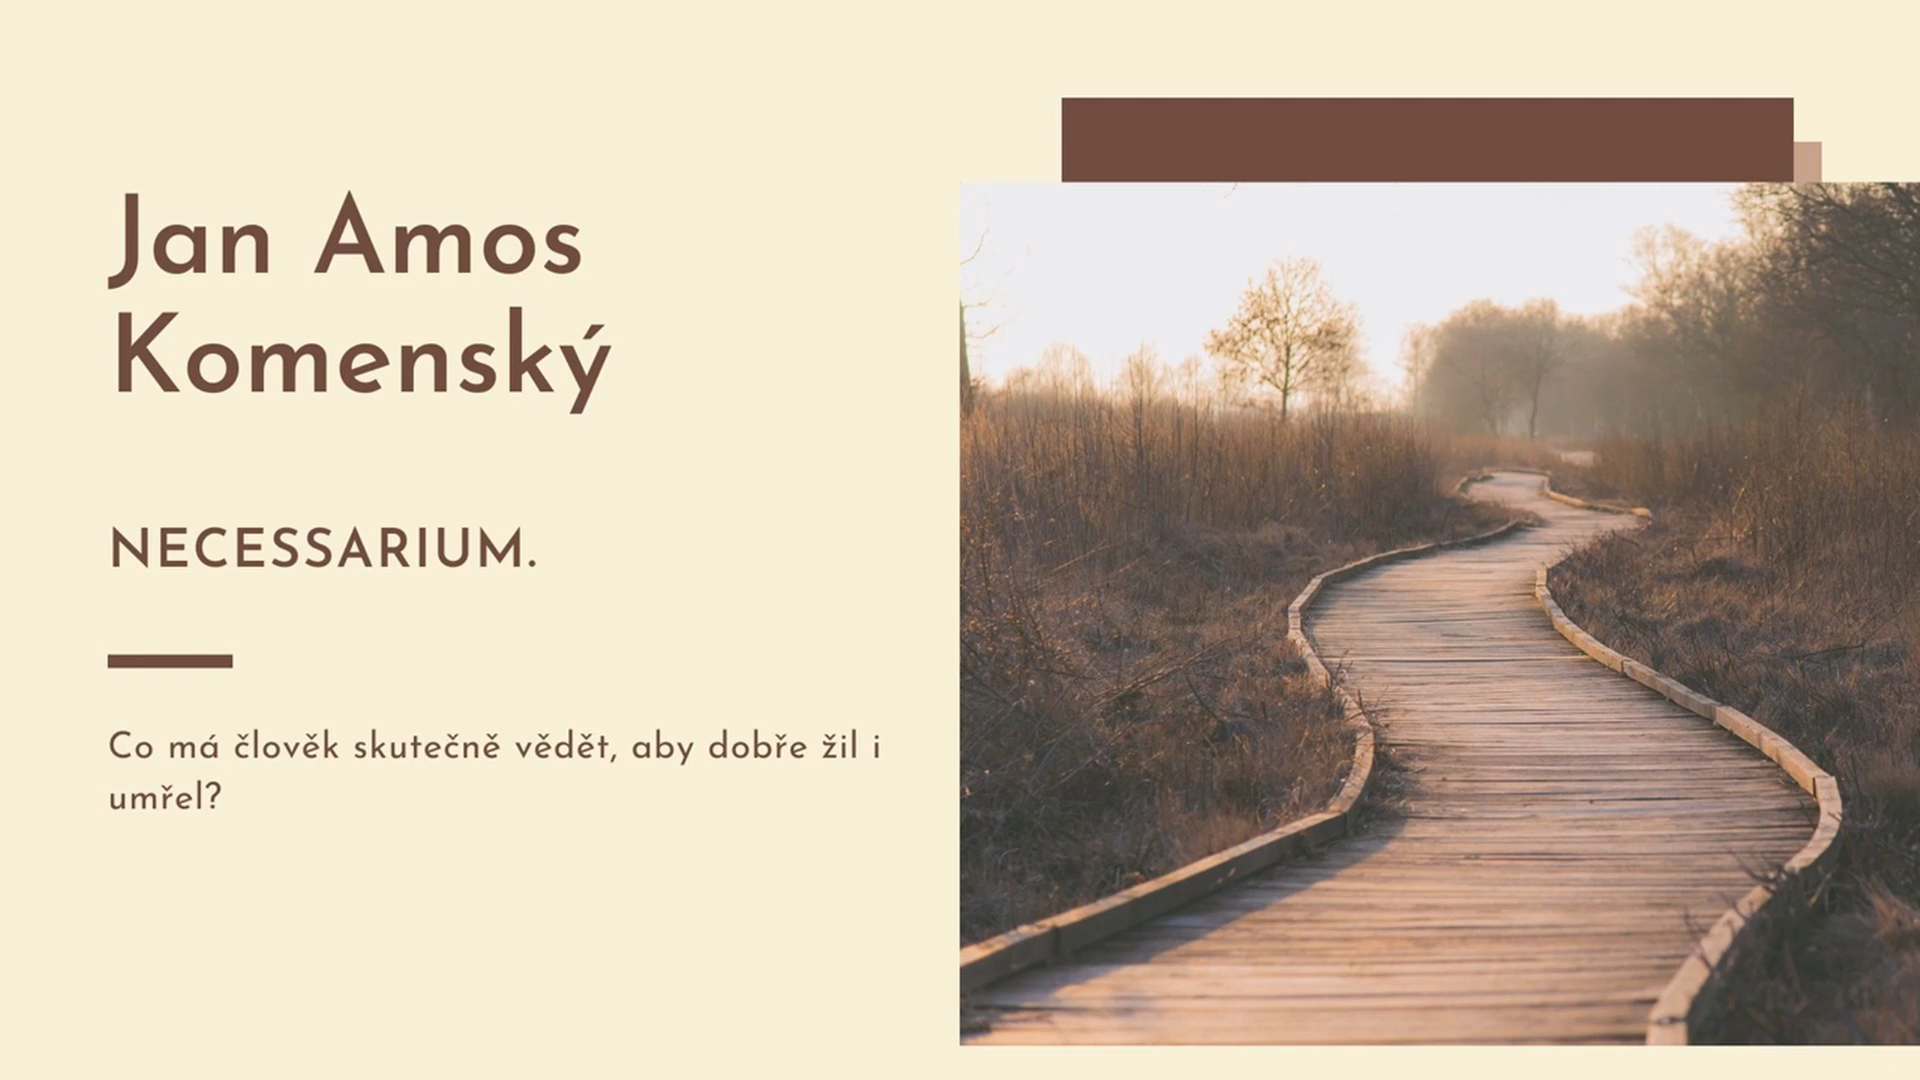 Jan Amos
Komenský
NECESSARIUM.
Co má člověk skutečně vědět, aby dobře žil i
umřel?